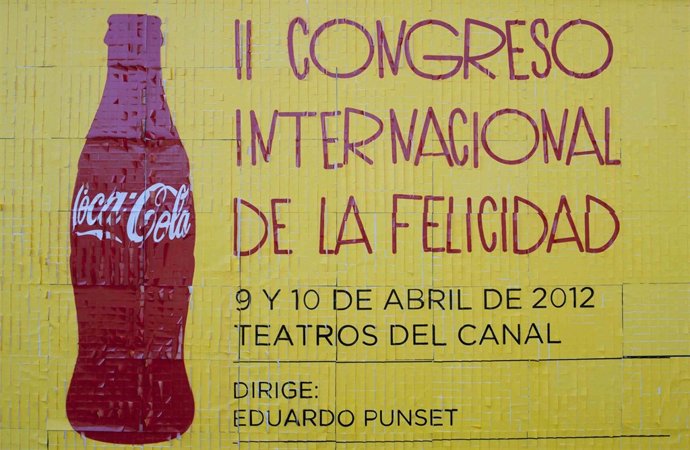 Coca-Cola
II CONGRESO
INTERNACIONAL
DE LA FELICIDAD
9 Y 10 DE ABRIL DE 2012
TEATROS DEL CANAL
DIRIGE:
EDUARDO PUNSET